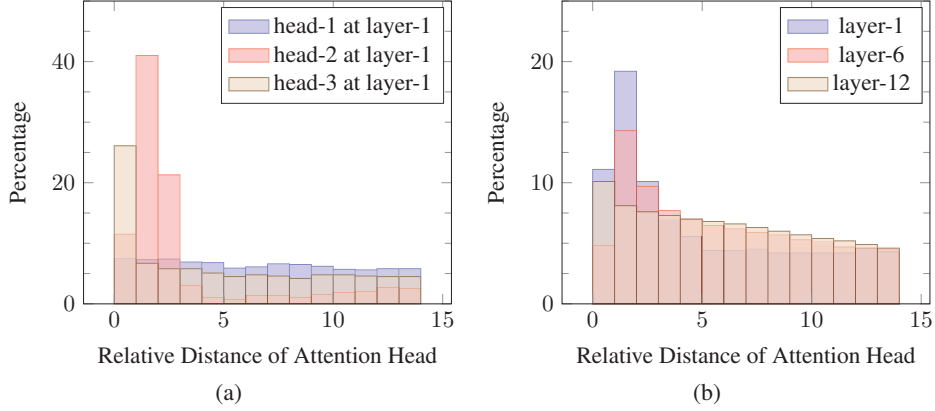 head-1 at layer-1
head-2 at layer-1
head-3 at layer-1
40
20
0
Percentage
0 5 10 15
Relative Distance of Attention Head
(a)
layer-1
layer-6
layer-12
20
10
0
Percentage
0 5 10 15
Relative Distance of Attention Head
(b)